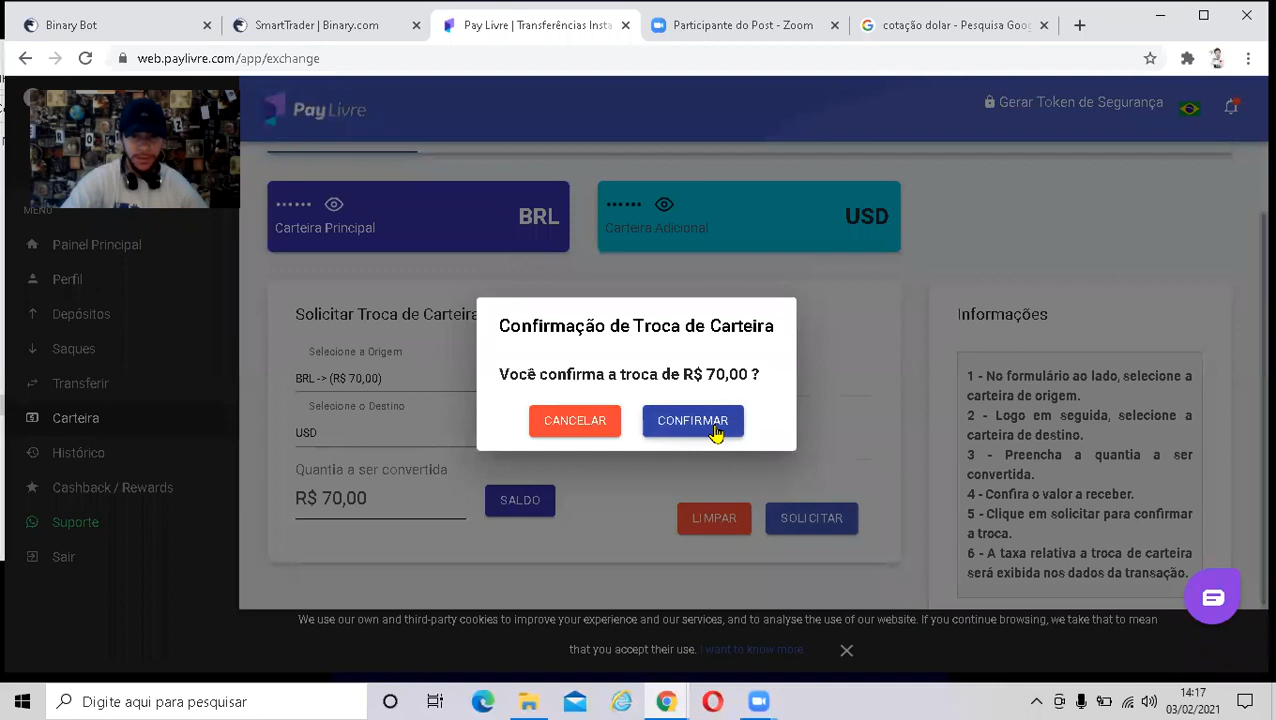 Binary Bot
SmartTrader | Binary.com
Pay Livre | Transferências Insta
Participante do Post - Zoom
cotação dolar - Pesquisa Goo
web.paylivre.com/app/exchange
PayLivre
Gerar Token de Segurança
MENU
Painel Principal
Perfil
Depósitos
Saques
Transferir
Carteira
Histórico
Cashback / Rewards
Suporte
Sair
•••••• BRL
Carteira Principal
•••••• USD
Carteira Adicional
Solicitar Troca de Carteira
Selecione a Origem
BRL -> (R$ 70,00)
Selecione o Destino
USD
Quantia a ser convertida
R$ 70,00
SALDO
LIMPAR
SOLICITAR
Confirmação de Troca de Carteira
Você confirma a troca de R$ 70,00 ?
CANCELAR
CONFIRMAR
Informações
1 - No formulário ao lado, selecione a
carteira de origem.
2 - Logo em seguida, selecione a
carteira de destino.
3 - Preencha a quantia a ser
convertida.
4 - Confira o valor a receber.
5 - Clique em solicitar para confirmar
a troca.
6 - A taxa relativa a troca de carteira
será exibida nos dados da transação.
We use our own and third-party cookies to improve your experience and our services, and to analyse the use of our website. If you continue browsing, we take that to mean
that you accept their use. I want to know more
Digite aqui para pesquisar
14:17
03/02/2021